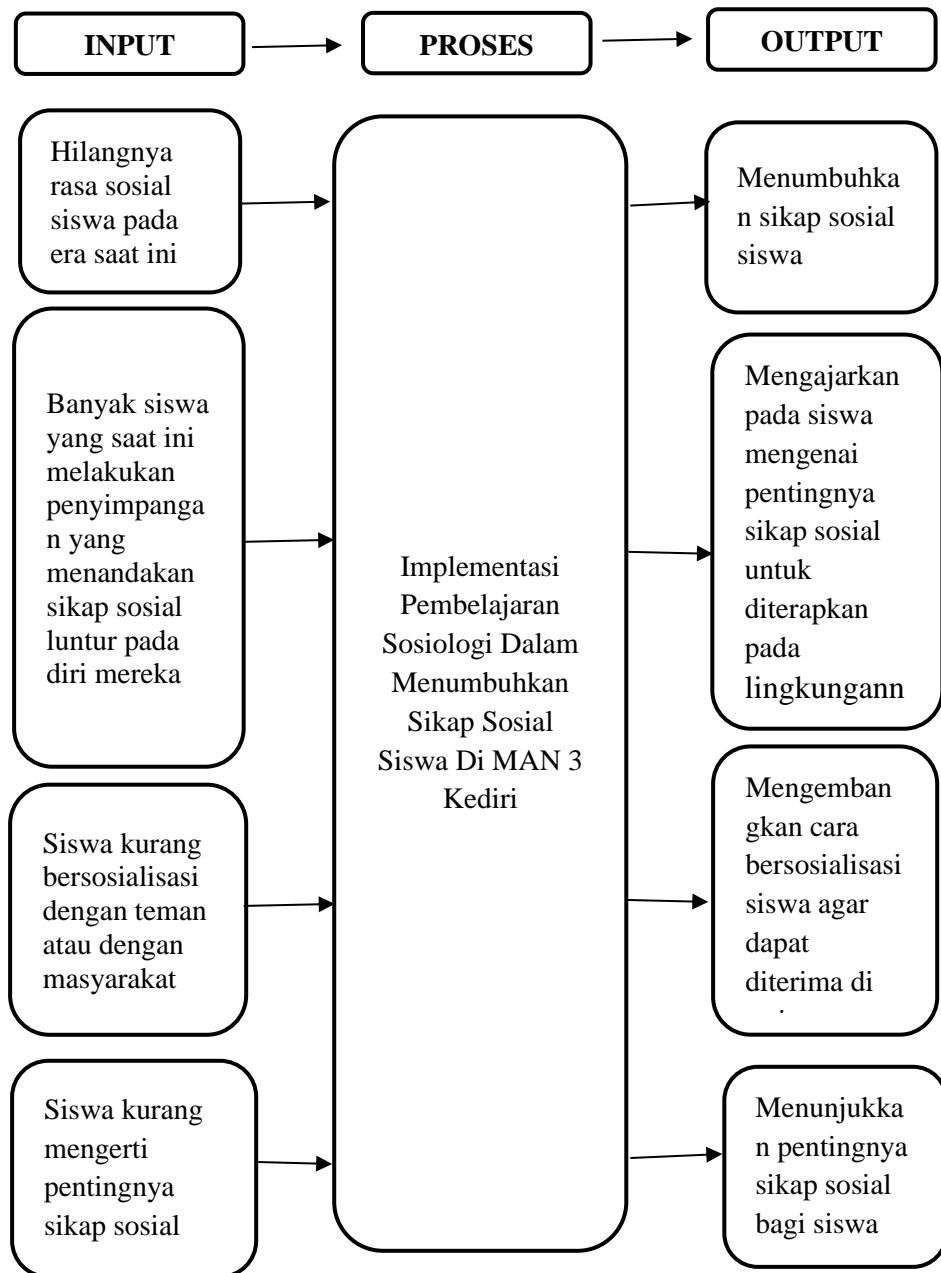 INPUT
PROSES
OUTPUT
Hilangnya
rasa sosial
siswa pada
era saat ini
Banyak siswa
yang saat ini
melakukan
penyimpanga
n yang
menandakan
sikap sosial
luntur pada
diri mereka
Siswa kurang
bersosialisasi
dengan teman
atau dengan
masyarakat
Siswa kurang
mengerti
pentingnya
sikap sosial
Implementasi
Pembelajaran
Sosiologi Dalam
Menumbuhkan
Sikap Sosial
Siswa Di MAN 3
Kediri
Menumbuhka
n sikap sosial
siswa
Mengajarkan
pada siswa
mengenai
pentingnya
sikap sosial
untuk
diterapkan
pada
lingkungann
Mengemban
gkan cara
bersosialisasi
siswa agar
dapat
diterima di
Menunjukka
n pentingnya
sikap sosial
bagi siswa